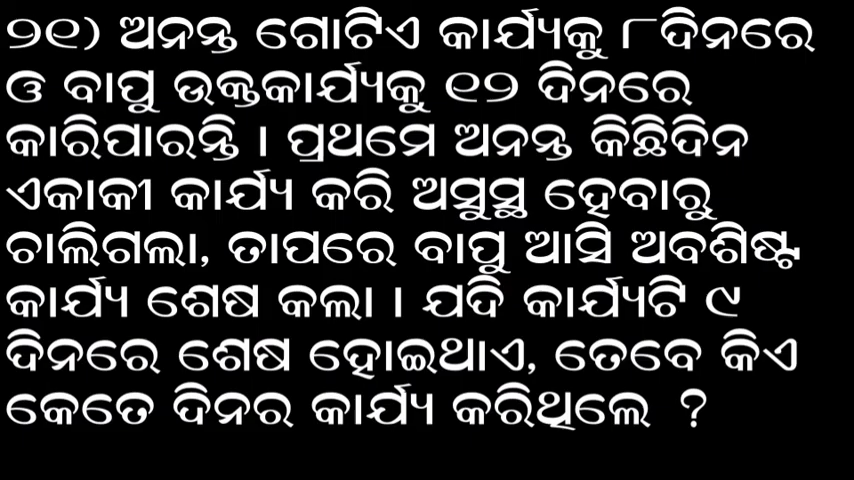 ୨୧) ଅନନ୍ତ ଗୋଟିଏ କାର୍ଯ୍ୟକୁ ୮ଦିନରେ
ଓ ବାପୁ ଉକ୍ତକାର୍ଯ୍ୟକୁ ୧୨ ଦିନରେ
କାରିପାରନ୍ତି । ପ୍ରଥମେ ଅନନ୍ତ କିଛିଦିନ
ଏକାକୀ କାର୍ଯ୍ୟ କରି ଅସୁସ୍ଥ ହେବାରୁ
ଚାଲିଗଲା, ତାପରେ ବାପୁ ଆସି ଅବଶିଷ୍ଟ
କାର୍ଯ୍ୟ ଶେଷ କଲା । ଯଦି କାର୍ଯ୍ୟଟି ୯
ଦିନରେ ଶେଷ ହୋଇଥାଏ, ତେବେ କିଏ
କେତେ ଦିନର କାର୍ଯ୍ୟ କରିଥିଲେ ?